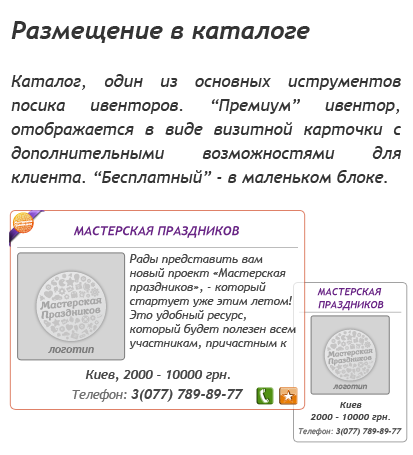 Размещение в каталоге
Каталог, один из основных иструментов
посика ивенторов. “Премиум” ивентор,
отображается в виде визитной карточки с
дополнительными возможностями для
клиента. “Бесплатный” - в маленьком блоке.
МАСТЕРСКАЯ ПРАЗДНИКОВ
Мастерская
Праздников
логотип
Рады представить вам
новый проект «Мастерская
праздников», - который
стартует уже этим летом!
Это удобный ресурс,
который будет полезен всем
участникам, причастным к
Киев, 2000 - 10000 грн.
Телефон: 3(077) 789-89-77
МАСТЕРСКАЯ
ПРАЗДНИКОВ
Мастерская
Праздников
логотип
Киев
2000 - 10000 грн.
Телефон: 3(077) 789-89-77